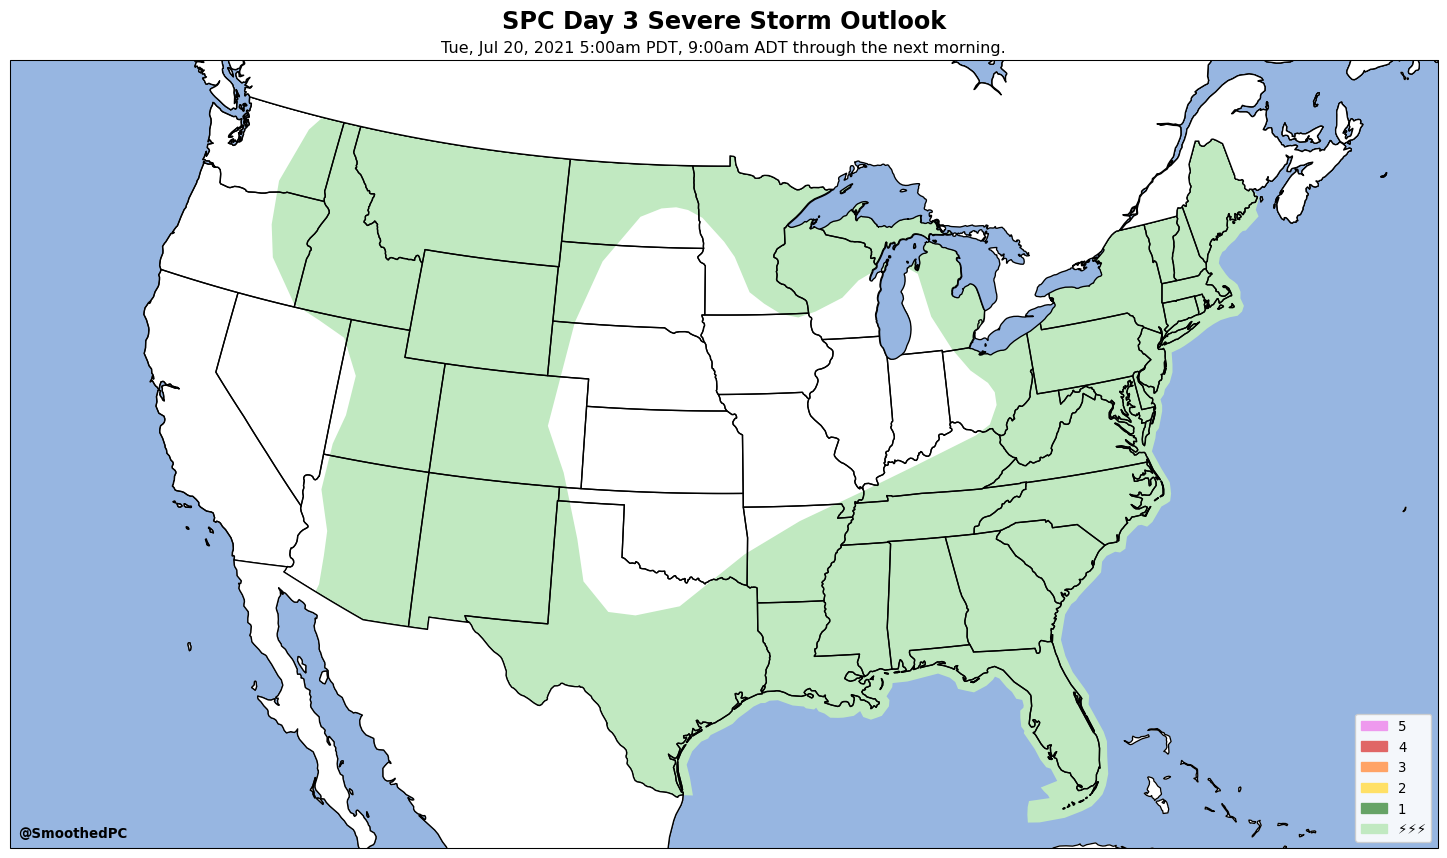 SPC Day 3 Severe Storm Outlook
Tue, Jul 20, 2021 5:00am PDT, 9:00am ADT through the next morning.
5
4
3
2
1
⚡⚡⚡
@SmoothedPC